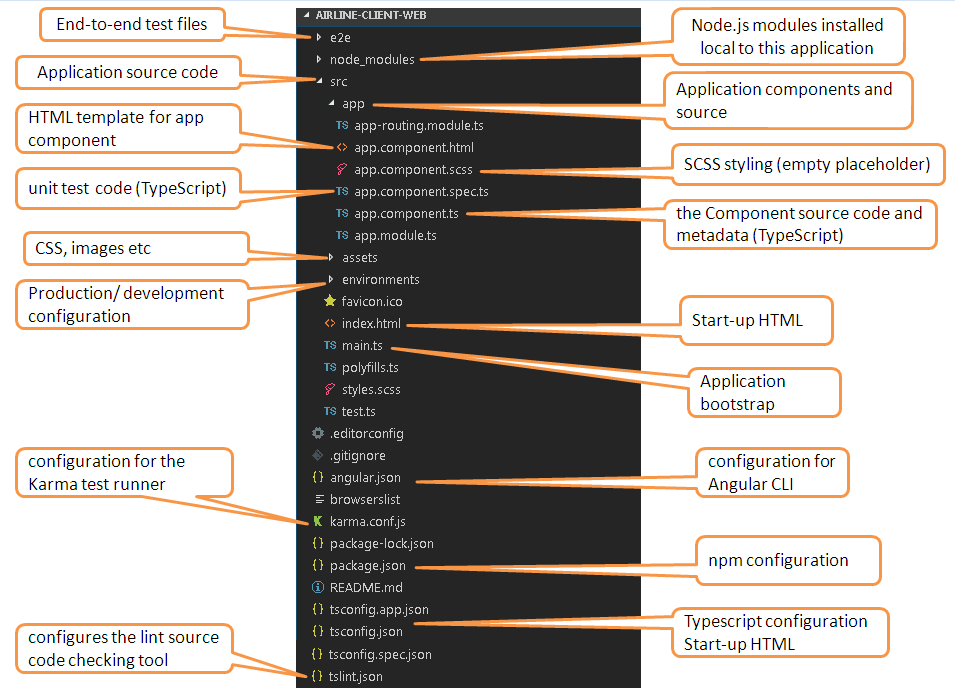 End-to-end test files
Application source code
HTML template for app
component
unit test code (TypeScript)
CSS, images etc
Production/ development
configuration
configuration for the
Karma test runner
configures the lint source
code checking tool
AIRLINE-CLIENT-WEB
e2e
node_modules
src
app
TS app-routing.module.ts
<> app.component.html
app.component.scss
TS app.component.spec.ts
TS app.component.ts
TS app.module.ts
assets
environments
favicon.ico
<> index.html
TS main.ts
TS polyfills.ts
styles.scss
TS test.ts
.editorconfig
.gitignore
{} angular.json
browserslist
K karma.conf.js
{} package-lock.json
{} package.json
README.md
{} tsconfig.app.json
{} tsconfig.json
{} tsconfig.spec.json
{} tslint.json
Node.js modules installed
local to this application
Application components and
source
SCSS styling (empty placeholder)
the Component source code and
metadata (TypeScript)
Start-up HTML
Application
bootstrap
configuration for
Angular CLI
npm configuration
Typescript configuration
Start-up HTML